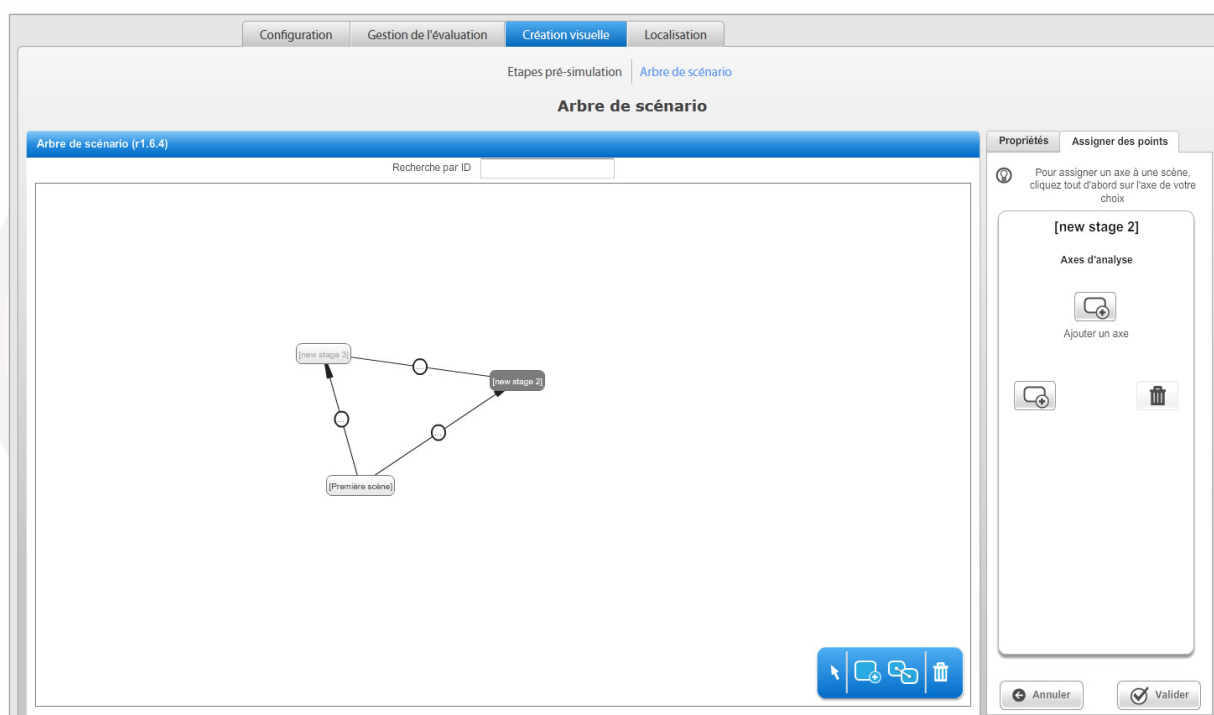 Configuration Gestion de l'évaluation Création visuelle Localisation
Etapes pré-simulation Arbre de scénario
Arbre de scénario
Arbre de scénario (r1.6.4)
Recherche par ID
[new stage 3]
...
[new stage 2]
...
...
[Première scène]
Propriétés Assigner des points
Pour assigner un axe à une scène,
cliquez tout d'abord sur l'axe de votre
choix
[new stage 2]
Axes d'analyse
Ajouter un axe
Annuler Valider